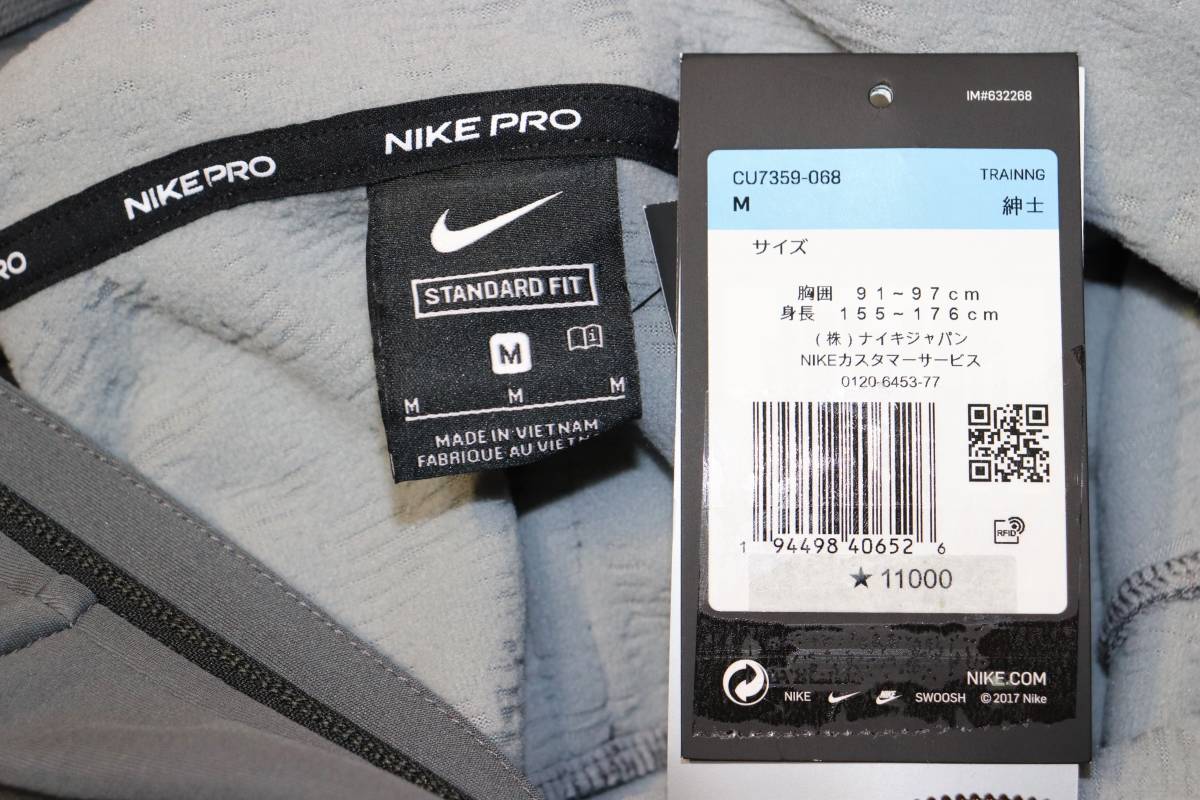 NIKE PRO
NIKE PRO
RO
STANDARD FIT
M
M M M
MADE IN VIETNAM
FABRIQUE AU VIETN
IM#632268
CU7359-068 TRAINNG
M 紳士
サイズ
胸囲 91~97cm
身長 155~176cm
(株)ナイキジャパン
NIKEカスタマーサービス
0120-6453-77
1 94498 40652 6
RFID
★ 11000
NIKE.COM
NIKE SWOOSH © 2017 Nike